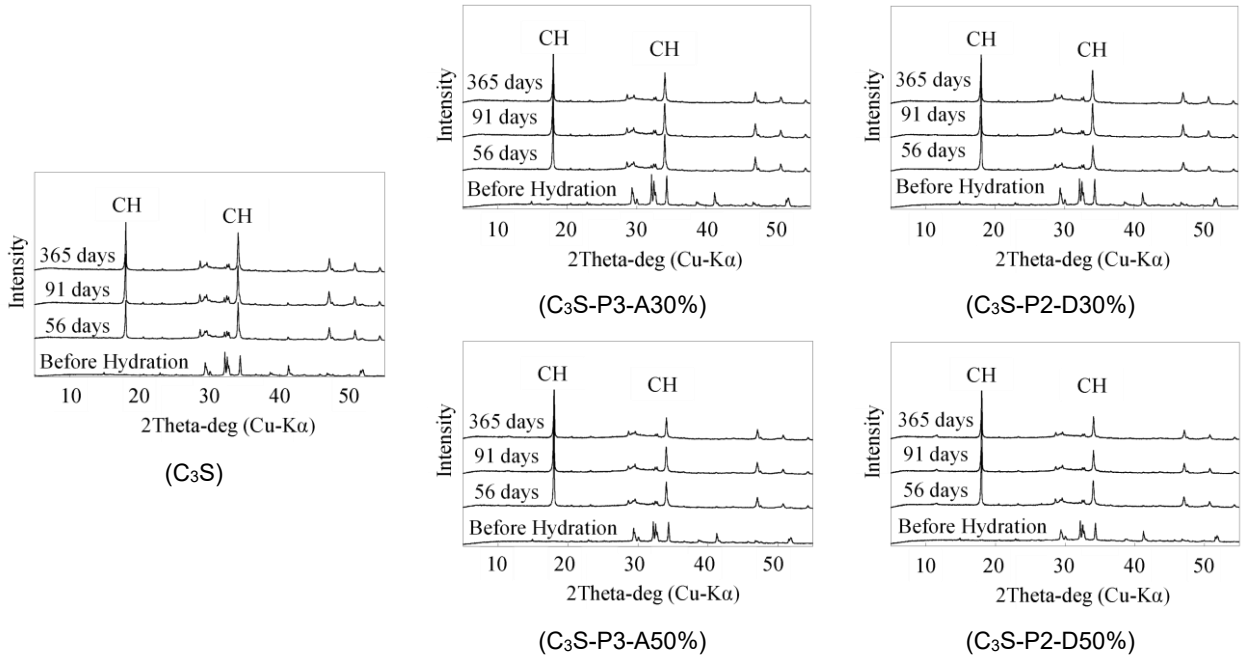 CH
CH
365 days
91 days
56 days
Before Hydration
Intensity
10 20 30 40 50
2Theta-deg (Cu-Kα)
(C₃S)
CH
CH
365 days
91 days
56 days
Before Hydration
Intensity
10 20 30 40 50
2Theta-deg (Cu-Kα)
(C₃S-P3-A30%)
CH
CH
365 days
91 days
56 days
Before Hydration
Intensity
10 20 30 40 50
2Theta-deg (Cu-Kα)
(C₃S-P2-D30%)
CH
CH
365 days
91 days
56 days
Before Hydration
Intensity
10 20 30 40 50
2Theta-deg (Cu-Kα)
(C₃S-P3-A50%)
CH
CH
365 days
91 days
56 days
Before Hydration
Intensity
10 20 30 40 50
2Theta-deg (Cu-Kα)
(C₃S-P2-D50%)